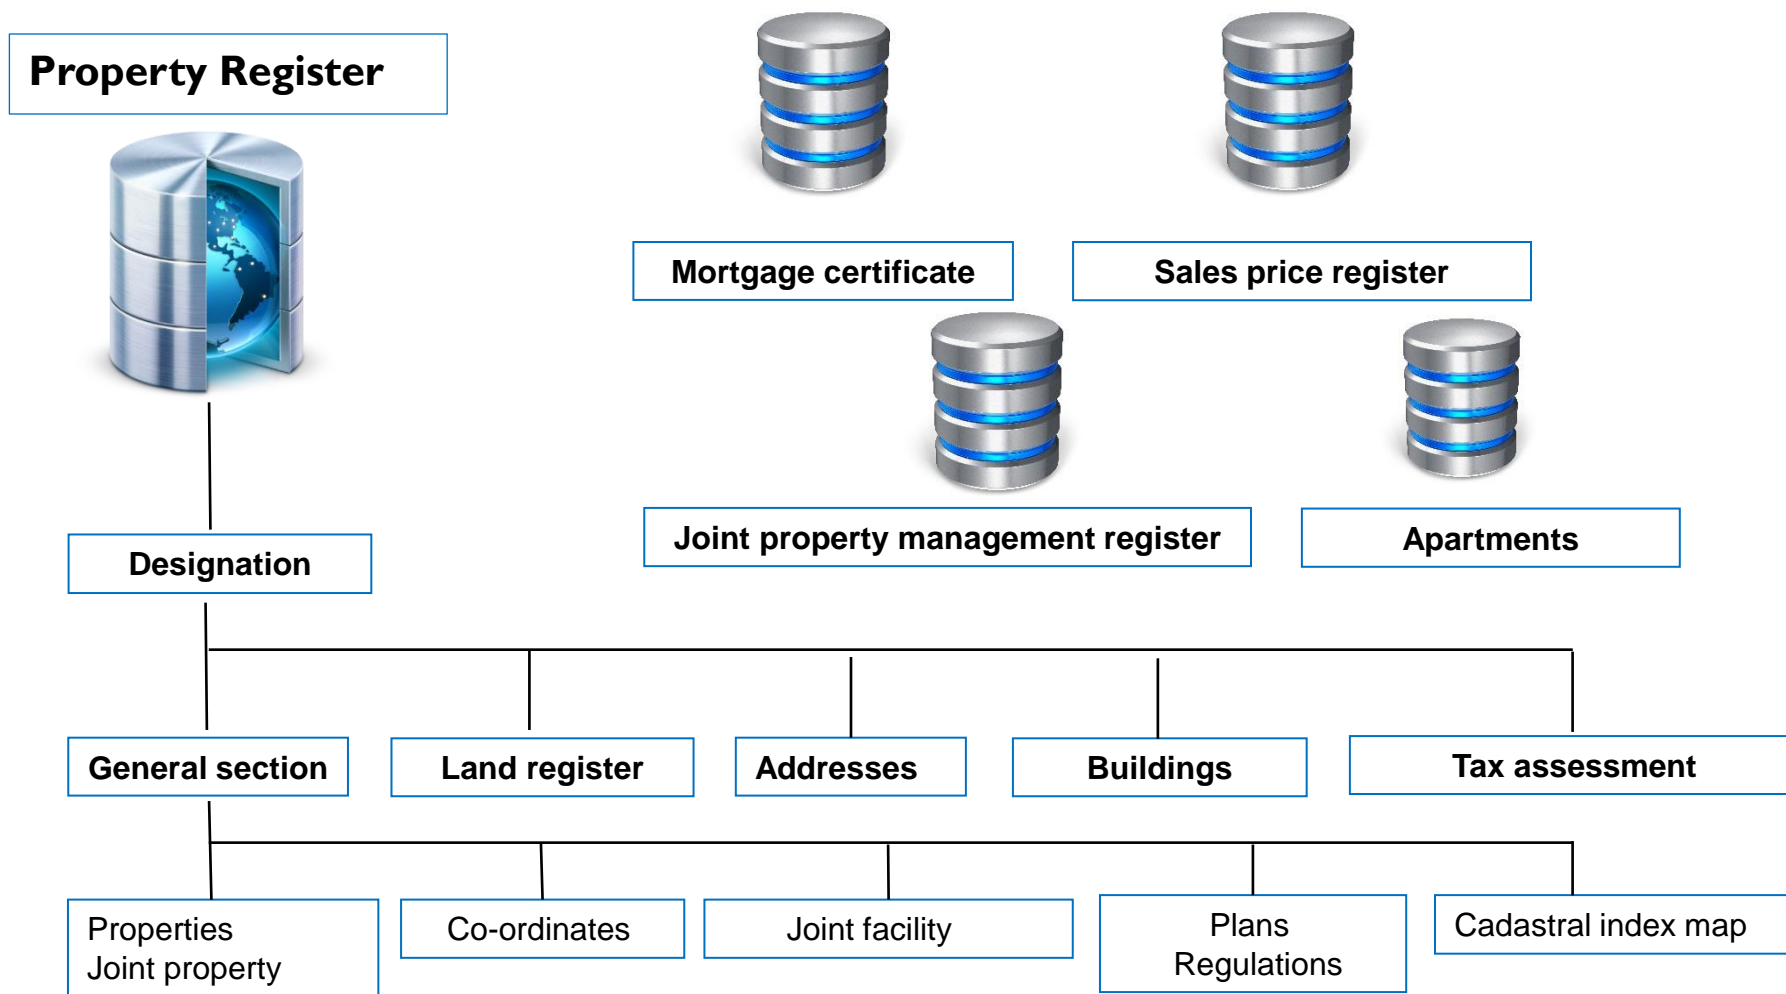 Property Register
Mortgage certificate
Sales price register
Joint property management register
Apartments
Designation
General section
Land register
Addresses
Buildings
Tax assessment
Properties
Joint property
Co-ordinates
Joint facility
Plans
Regulations
Cadastral index map